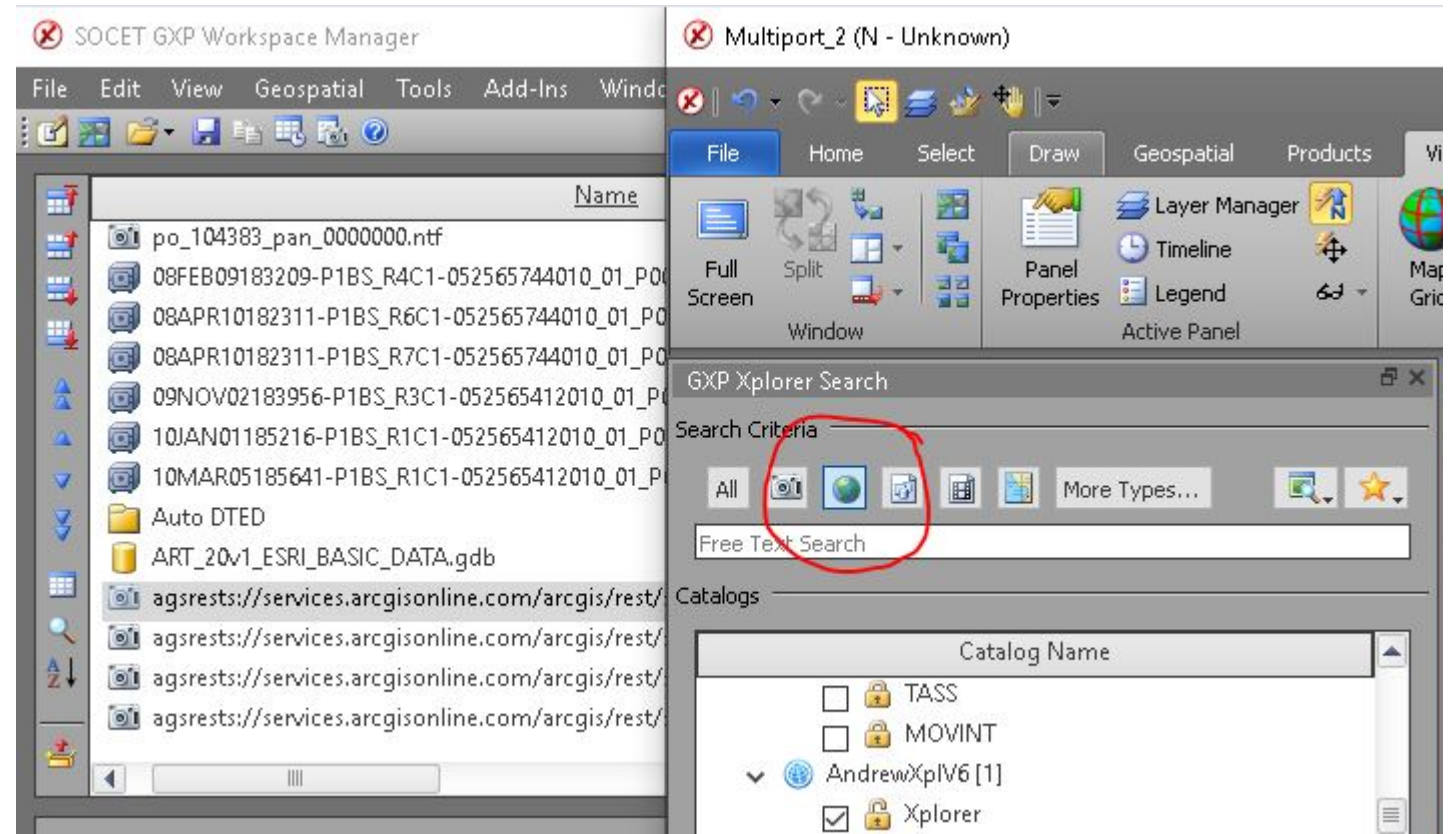 SOCET GXP Workspace Manager
File Edit View Geospatial Tools Add-Ins
Name
po_104383_pan_0000000.ntf
08FEB09183209-P1BS_R4C1-052565744010_01_P00
08APR10182311-P1BS_R6C1-052565744010_01_P0
08APR10182311-P1BS_R7C1-052565744010_01_P0
09NOV02183956-P1BS_R3C1-052565412010_01_P
10JAN01185216-P1BS_R1C1-052565412010_01_P0
10MAR05185641-P1BS_R1C1-052565412010_01_P
Auto DTED
ART_20v1_ESRI_BASIC_DATA.gdb
agsrests://services.arcgisonline.com/arcgis/rest/
agsrests://services.arcgisonline.com/arcgis/rest/
agsrests://services.arcgisonline.com/arcgis/rest/
agsrests://services.arcgisonline.com/arcgis/rest/
Multiport_2 (N - Unknown)
File Home Select Draw Geospatial Products Vi
Full Screen
Split
Window
Panel Properties
Layer Manager
Timeline
Legend
Active Panel
Map
Grid
GXP Xplorer Search
Search Criteria
All More Types...
Free Text Search
Catalogs
Catalog Name
TASS
MOVINT
AndrewXplV6 [1]
Xplorer